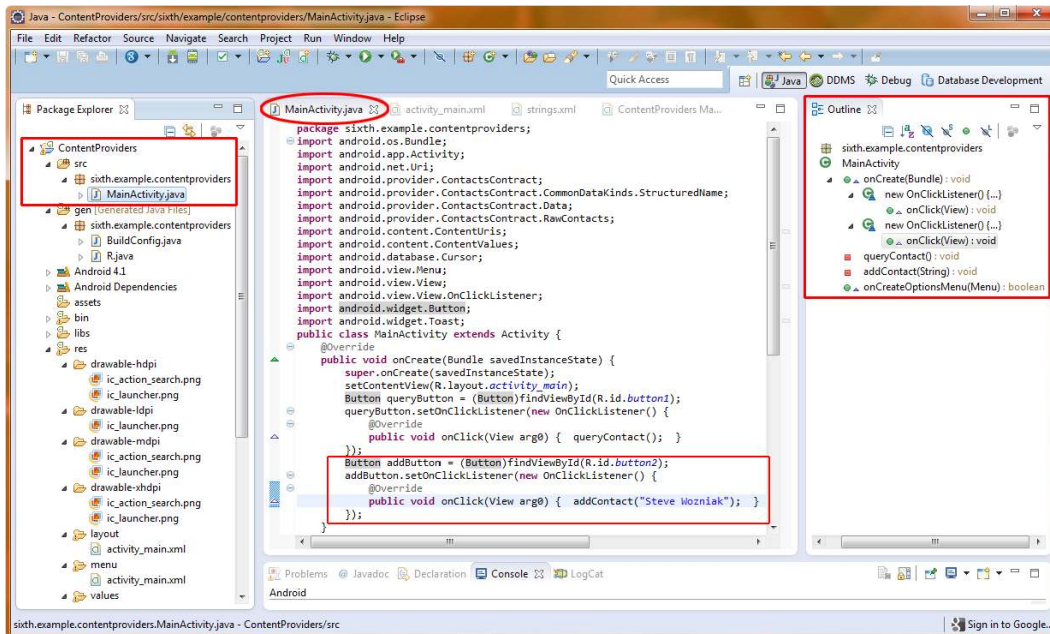 Java - ContentProviders/src/sixth/example/contentproviders/MainActivity.java - Eclipse
File Edit Refactor Source Navigate Search Project Run Window Help
Quick Access
Java
DDMS
Debug
Database Development
Package Explorer
ContentProviders
src
sixth.example.contentproviders
MainActivity.java
gen [Generated Java Files]
sixth.example.contentproviders
BuildConfig.java
R.java
Android 4.1
Android Dependencies
assets
bin
libs
res
drawable-hdpi
ic_action_search.png
ic_launcher.png
drawable-ldpi
ic_launcher.png
drawable-mdpi
ic_action_search.png
ic_launcher.png
drawable-xhdpi
ic_action_search.png
ic_launcher.png
layout
activity_main.xml
menu
activity_main.xml
values
MainActivity.java
activity_main.xml
strings.xml
ContentProviders Ma...
package sixth.example.contentproviders;
import android.os.Bundle;
import android.app.Activity;
import android.net.Uri;
import android.provider.ContactsContract;
import android.provider.ContactsContract.CommonDataKinds.StructuredName;
import android.provider.ContactsContract.Data;
import android.provider.ContactsContract.RawContacts;
import android.content.ContentUris;
import android.content.ContentValues;
import android.database.Cursor;
import android.view.Menu;
import android.view.View;
import android.view.View.OnClickListener;
import android.widget.Button;
import android.widget.Toast;
public class MainActivity extends Activity {
@Override
public void onCreate(Bundle savedInstanceState) {
super.onCreate(savedInstanceState);
setContentView(R.layout.activity_main);
Button queryButton = (Button)findViewById(R.id.button1);
queryButton.setOnClickListener(new OnClickListener() {
@Override
public void onClick(View arg0) { queryContact(); }
});
Button addButton = (Button)findViewById(R.id.button2);
addButton.setOnClickListener(new OnClickListener() {
@Override
public void onClick(View arg0) { addContact("Steve Wozniak"); }
});
}
Outline
sixth.example.contentproviders
MainActivity
onCreate(Bundle) : void
new OnClickListener() {...}
onClick(View) : void
new OnClickListener() {...}
onClick(View) : void
queryContact() : void
addContact(String) : void
onCreateOptionsMenu(Menu) : boolean
Problems @ Javadoc Declaration Console LogCat
Android
sixth.example.contentproviders.MainActivity.java - ContentProviders/src
Sign in to Google...